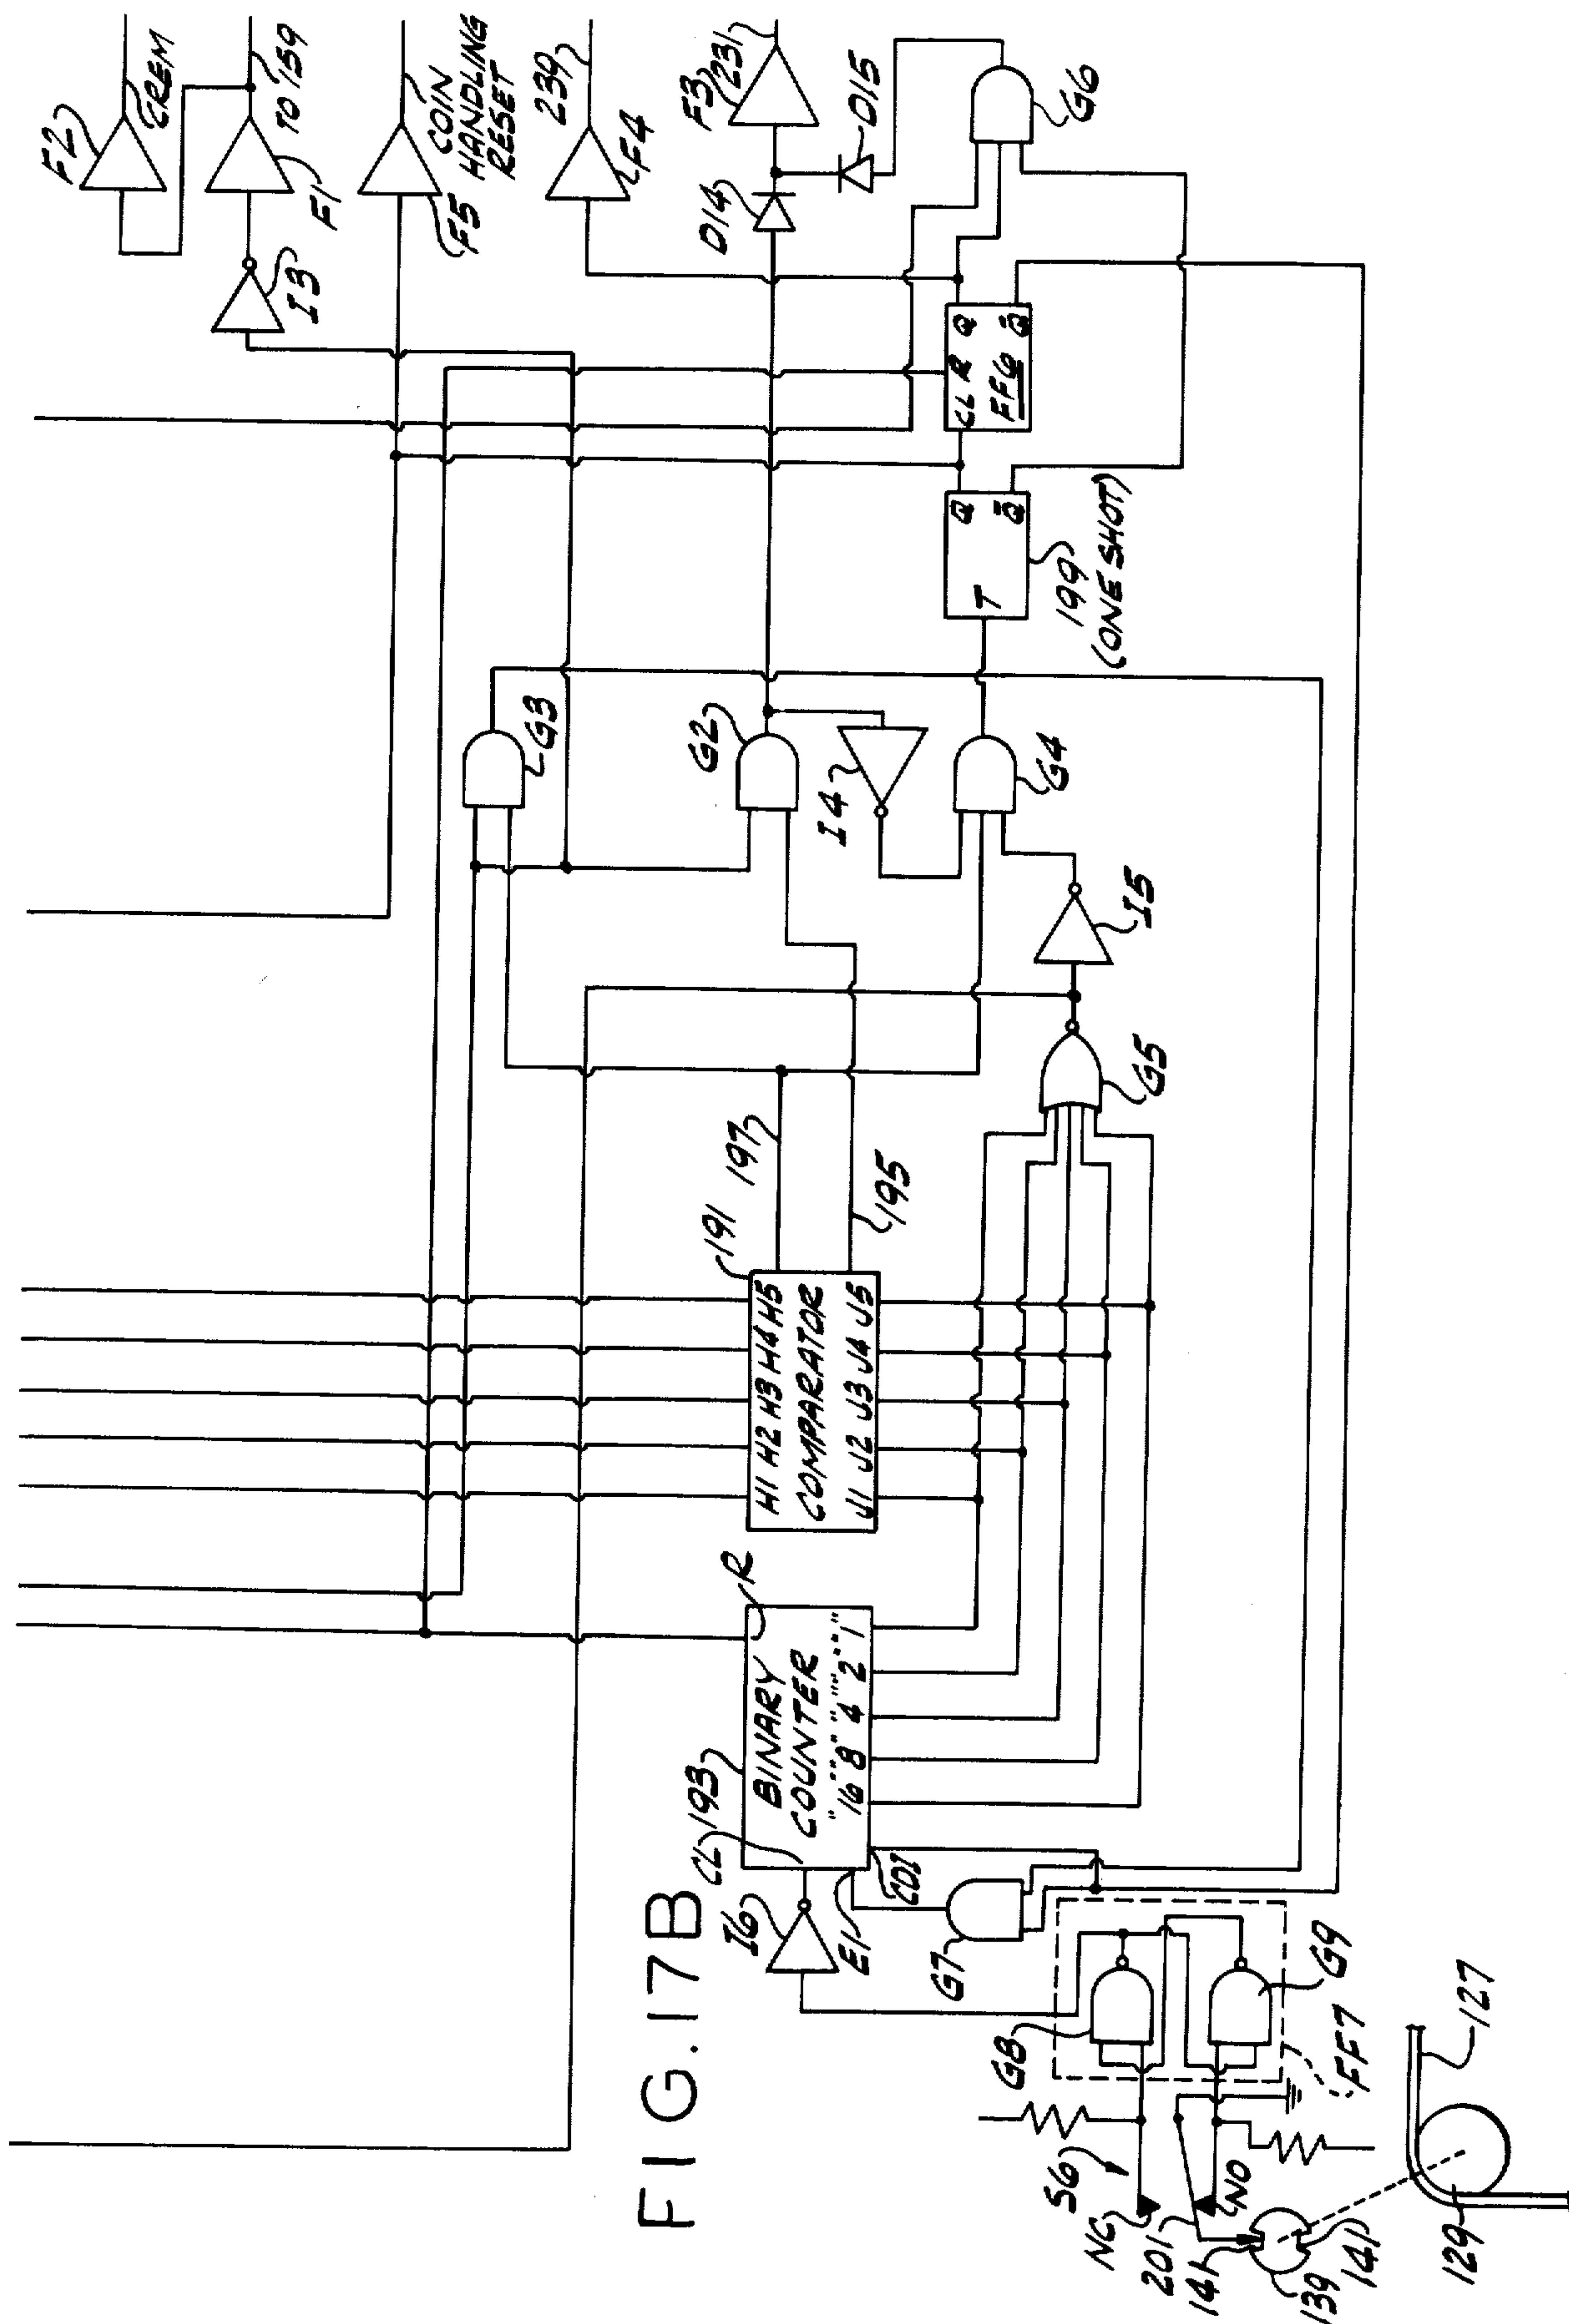 FIG. 17B
F2
CREM
TO 159
F1
I3
COIN
HANDLING
RESET
F5
239
F4
F3
231
D14
D15
G6
CL R Q
FF6
Q̄
Q
T
Q̄
199
(ONE SHOT)
G3
G2
I4
G4
I5
G5
197
195
191
H1 H2 H3 H4 H5
COMPARATOR
J1 J2 J3 J4 J5
R
193
CL
BINARY
COUNTER
"16" "8" "4" "2" "1"
CDI
E1
I6
G7
G8
G9
FF7
S6
NC
NO
201
141
139
141
129
127